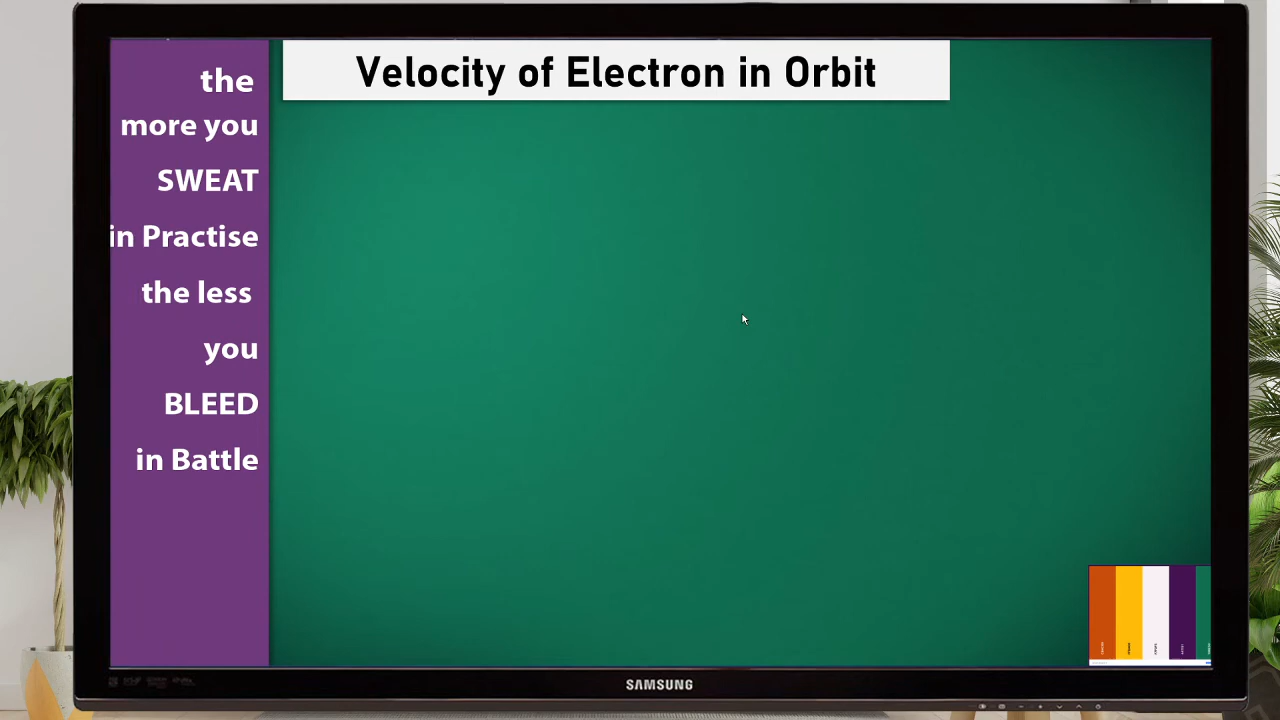 Velocity of Electron in Orbit
the
more you
SWEAT
in Practise
the less
you
BLEED
in Battle
SAMSUNG